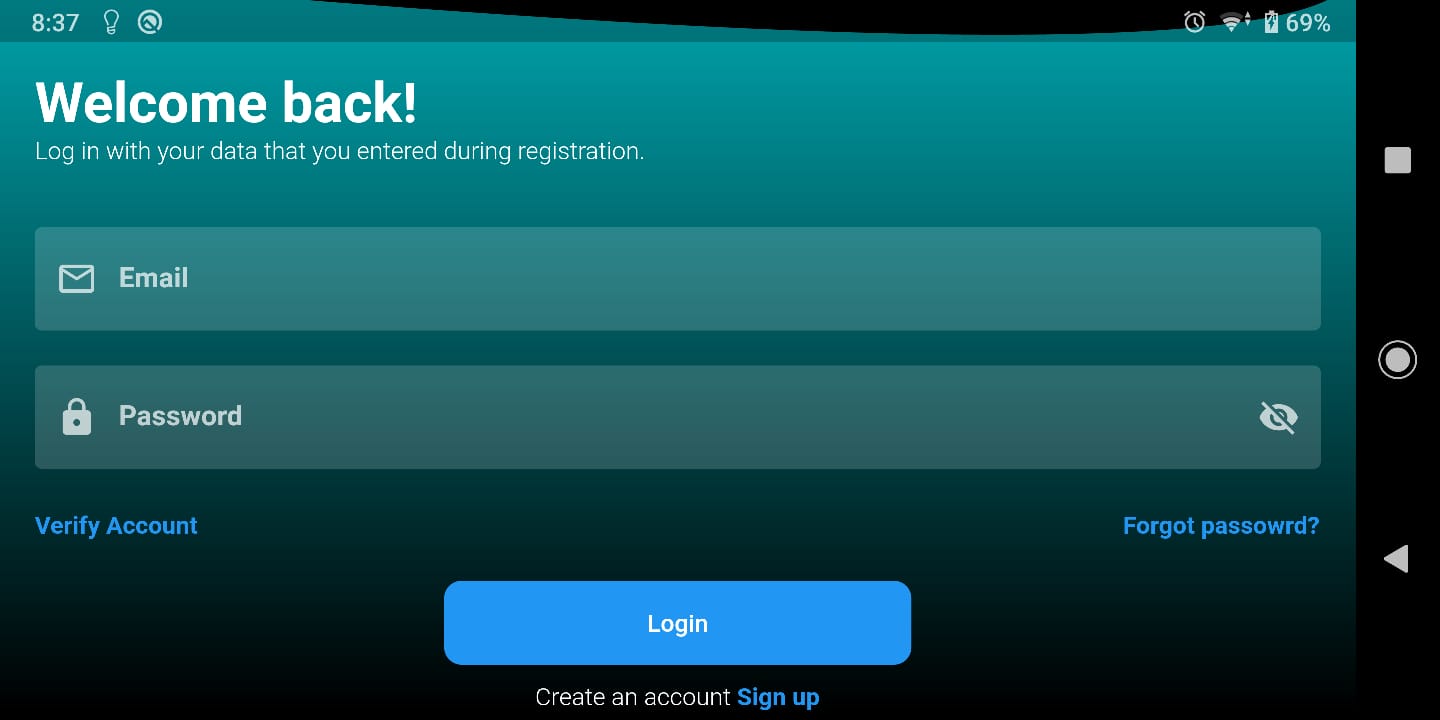 8:37 69%
Welcome back!
Log in with your data that you entered during registration.
Email
Password
Verify Account Forgot passowrd?
Login
Create an account Sign up